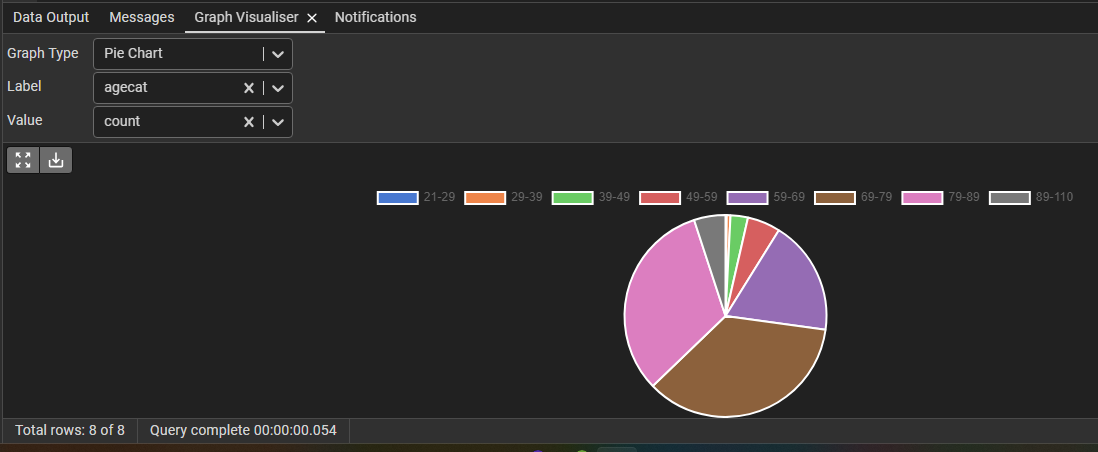 Data Output Messages Graph Visualiser Notifications
Graph Type Pie Chart
Label agecat
Value count
21-29 29-39 39-49 49-59 59-69 69-79 79-89 89-110
Total rows: 8 of 8 Query complete 00:00:00.054